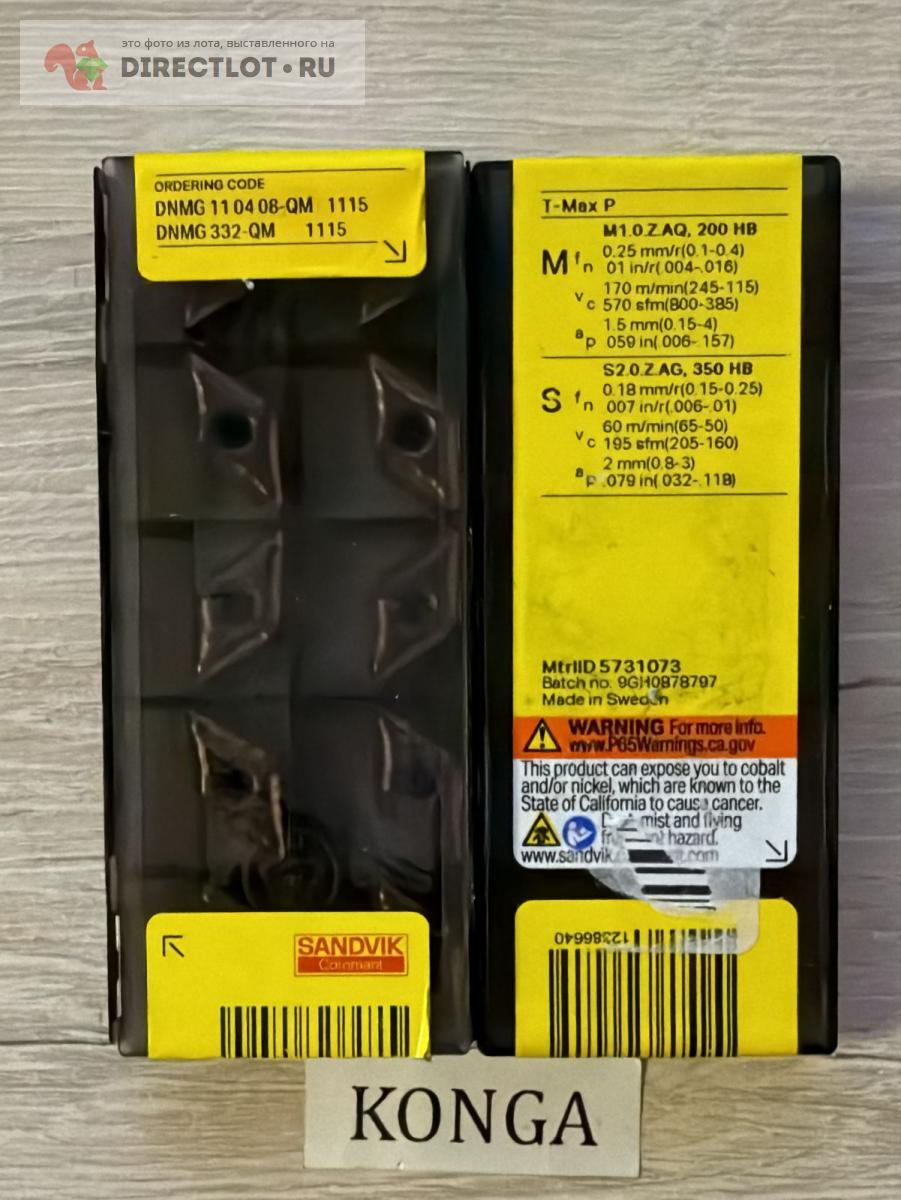 это фото из лота, выставленного на
DIRECTLOT.RU
ORDERING CODE
DNMG 11 04 08-QM 1115
DNMG 332-QM 1115
SANDVIK
Coromant
T-Max P
M1.0.Z.AQ, 200 HB
M fn 0.25 mm/r(0.1-0.4)
01 in/r(.004-.016)
vc 170 m/min(245-115)
570 sfm(800-385)
ap 1.5 mm(0.15-4)
059 in(.006-.157)
S2.0.Z.AG, 350 HB
S fn 0.18 mm/r(0.15-0.25)
007 in/r(.006-.01)
vc 60 m/min(65-50)
195 sfm(205-160)
ap 2 mm(0.8-3)
.079 in(.032-.118)
MtrlID 5731073
Batch no: 9GH0878797
Made in Sweden
WARNING For more info.
www.P65Warnings.ca.gov
This product can expose you to cobalt
and/or nickel, which are known to the
State of California to cause cancer.
mist and flying
hazard.
www.sandvik
12386640
KONGA